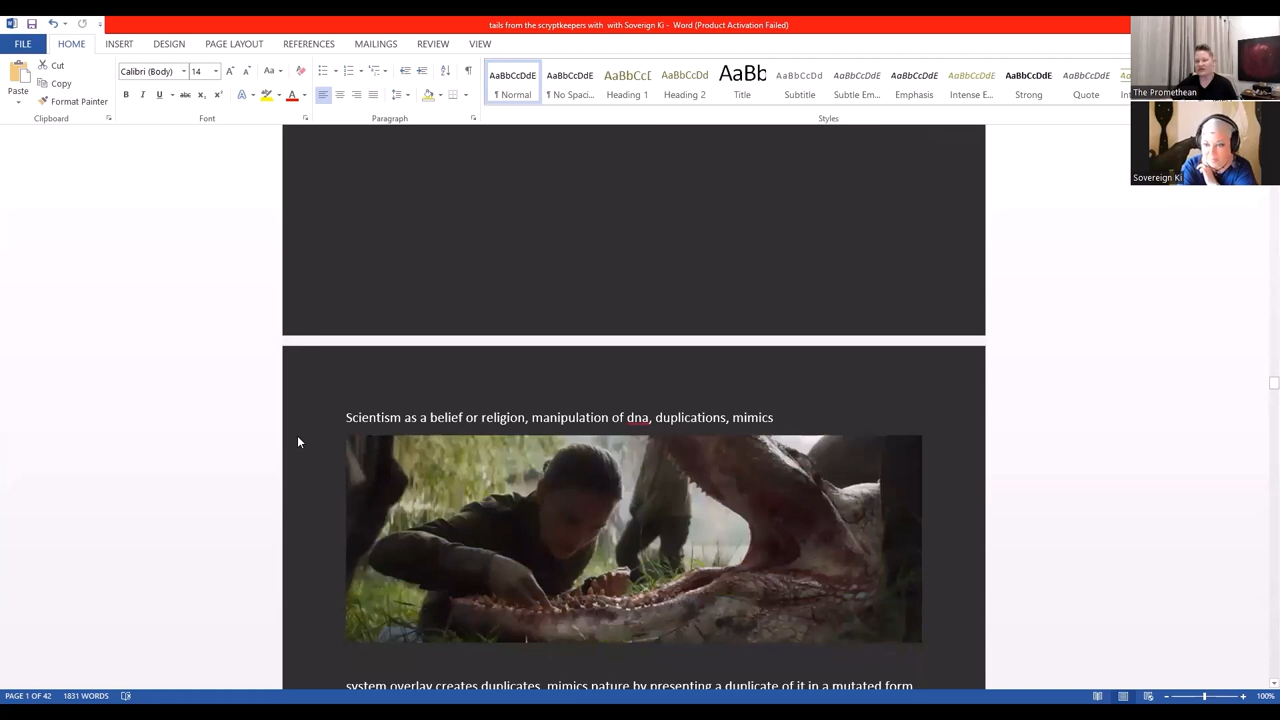 tails from the scryptkeepers with with Soverign Ki - Word (Product Activation Failed)
FILE HOME INSERT DESIGN PAGE LAYOUT REFERENCES MAILINGS REVIEW VIEW
Paste
Cut
Copy
Format Painter
Clipboard
Calibri (Body) 14
Font
Paragraph
AaBbCcDdE AaBbCcDdE AaBbCc AaBbCcDd AaBb AaBbCcDd AaBbCcDdE AaBbCcDdE AaBbCcDdE AaBbCcDdE AaBbCcDdE
¶ Normal ¶ No Spaci... Heading 1 Heading 2 Title Subtitle Subtle Em... Emphasis Intense E... Strong Quote
Styles
The Promethean
Sovereign Ki
Scientism as a belief or religion, manipulation of dna, duplications, mimics
system overlay creates duplicates, mimics nature by presenting a duplicate of it in a mutated form
PAGE 1 OF 42 1831 WORDS
100%